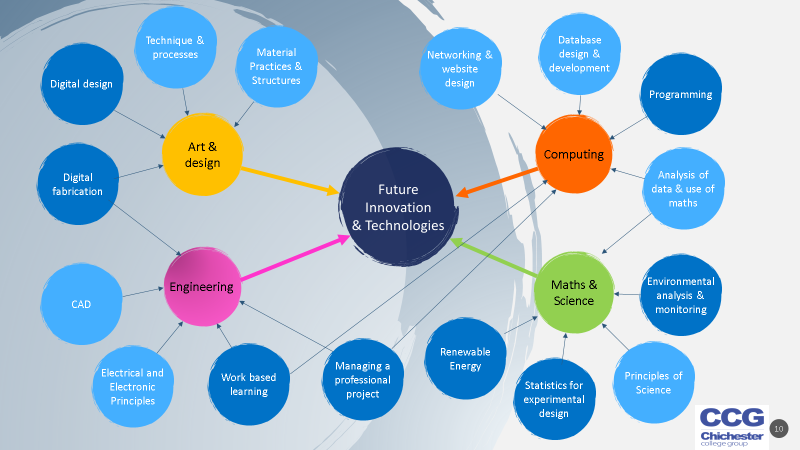 Technique &
processes
Material
Practices &
Structures
Networking &
website
design
Database
design &
development
Digital design
Programming
Art &
design
Computing
Digital
fabrication
Future
Innovation
& Technologies
Analysis of
data & use of
maths
Engineering
Maths &
Science
Environmental
analysis &
monitoring
CAD
Electrical and
Electronic
Principles
Work based
learning
Managing a
professional
project
Renewable
Energy
Statistics for
experimental
design
Principles of
Science
CCG
Chichester
college group
10